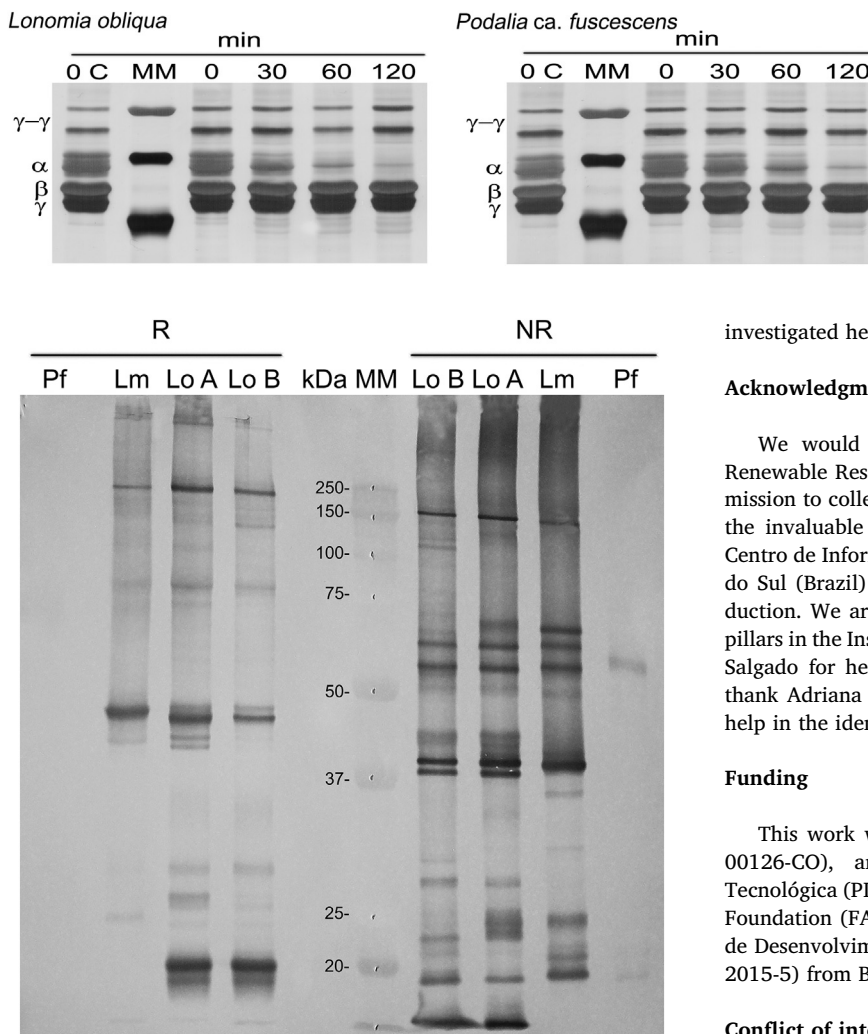 Lonomia obliqua
min
0 C MM 0 30 60 120
γ–γ
α
β
γ
Podalia ca. fuscescens
min
0 C MM 0 30 60 120
γ–γ
α
β
γ
R
NR
Pf Lm Lo A Lo B kDa MM Lo B Lo A Lm Pf
250-
150-
100-
75-
50-
37-
25-
20-
investigated he
Acknowledgm
We would
Renewable Res
mission to colle
the invaluable
Centro de Infor
do Sul (Brazil)
duction. We ar
pillars in the Ins
Salgado for he
thank Adriana
help in the iden
Funding
This work w
00126-CO), an
Tecnológica (PI
Foundation (FA
de Desenvolvim
2015-5) from B
Conflict of inte